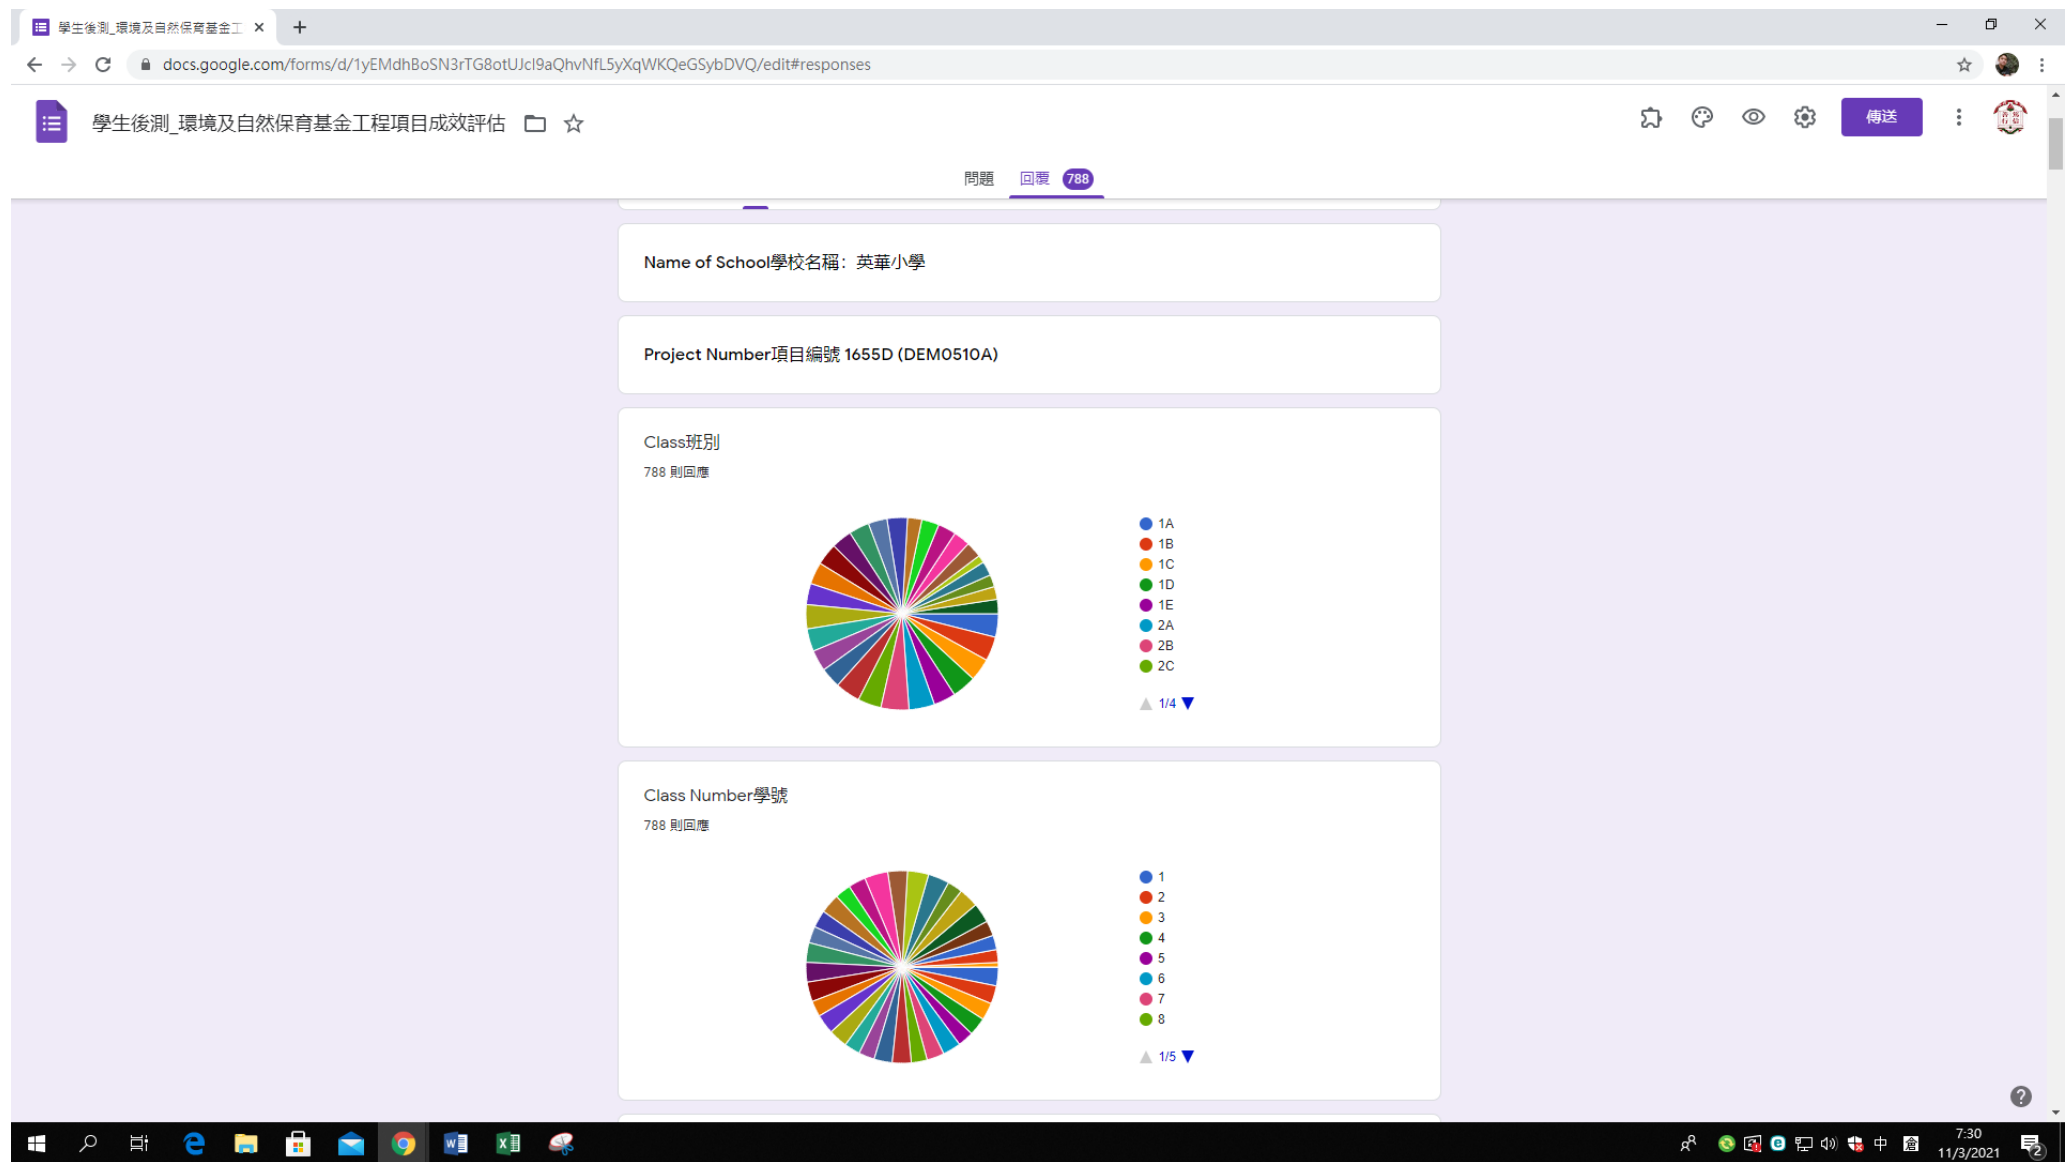 學生後測_環境及自然保育基金工
docs.google.com/forms/d/1yEMdhBoSN3rTG8otUJcI9aQhvNfL5yXqWKQeGSybDVQ/edit#responses
學生後測_環境及自然保育基金工程項目成效評估
傳送
問題 回覆 788
Name of School學校名稱：英華小學
Project Number項目編號 1655D (DEM0510A)
Class班別
788 則回應
1A
1B
1C
1D
1E
2A
2B
2C
1/4
Class Number學號
788 則回應
1
2
3
4
5
6
7
8
1/5
中 倉 7:30
11/3/2021 2